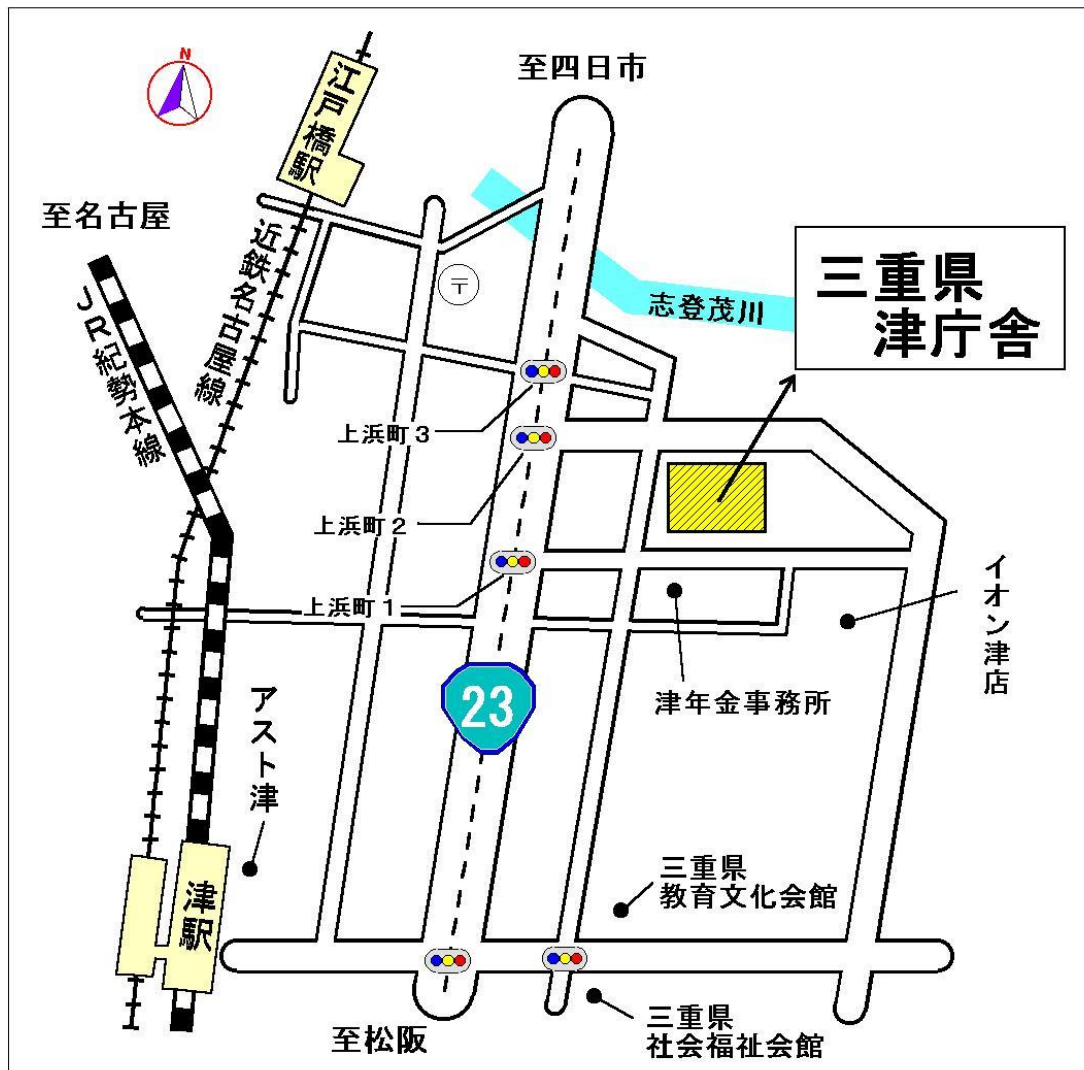 N
至四日市
江戸橋駅
至名古屋
近鉄名古屋線
JR紀勢本線
〒
志登茂川
三重県
津庁舎
上浜町3
上浜町2
上浜町1
イオン津店
津年金事務所
23
アスト津
津駅
三重県
教育文化会館
三重県
社会福祉会館
至松阪